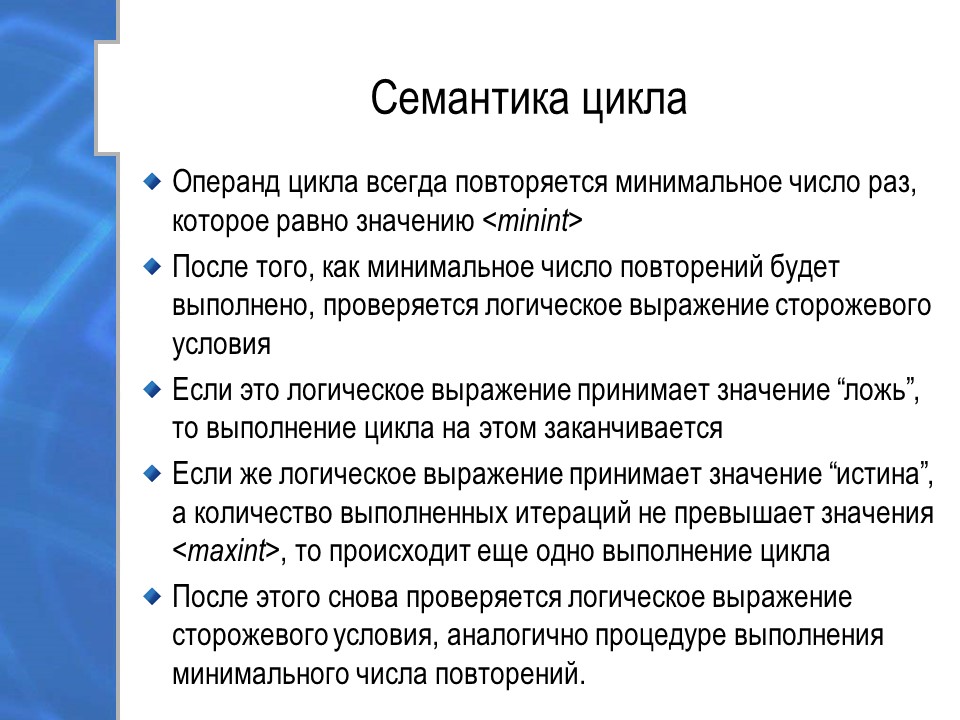 Семантика цикла
Операнд цикла всегда повторяется минимальное число раз,
которое равно значению <minint>
После того, как минимальное число повторений будет
выполнено, проверяется логическое выражение сторожевого
условия
Если это логическое выражение принимает значение “ложь”,
то выполнение цикла на этом заканчивается
Если же логическое выражение принимает значение “истина”,
а количество выполненных итераций не превышает значения
<maxint>, то происходит еще одно выполнение цикла
После этого снова проверяется логическое выражение
сторожевого условия, аналогично процедуре выполнения
минимального числа повторений.